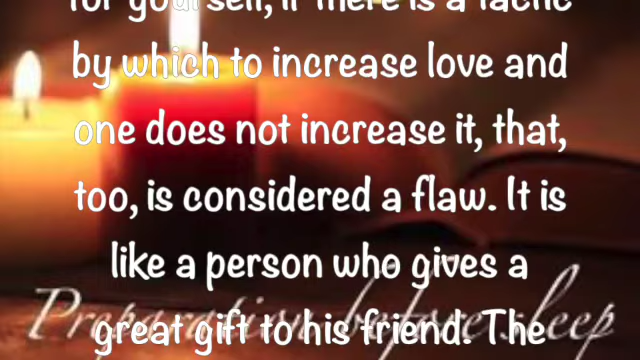 for yourself, if there is a tactic
by which to increase love and
one does not increase it, that,
too, is considered a flaw. It is
like a person who gives a
great gift to his friend. The
Preparation before sleep